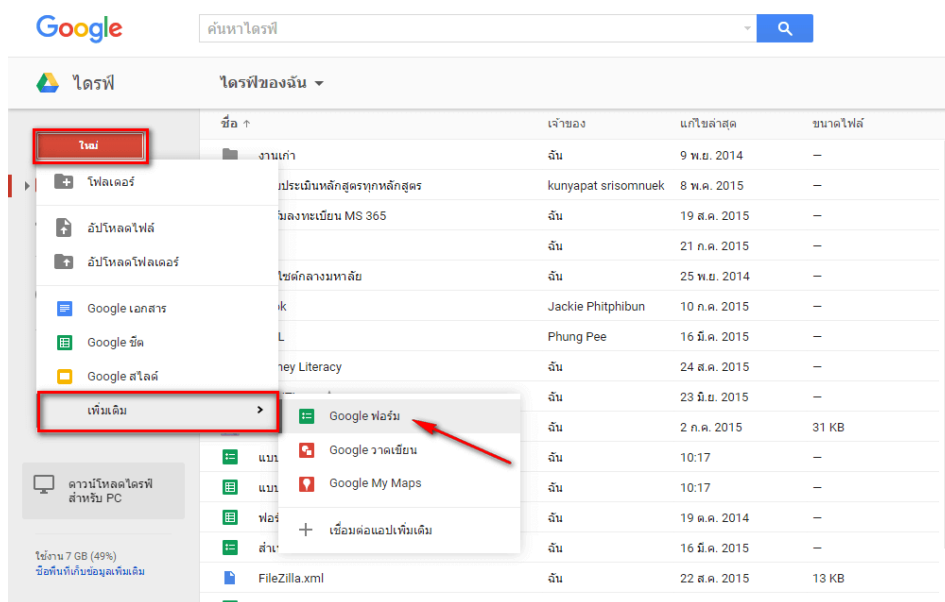 Google
ค้นหาไดรฟ์
ไดรฟ์
ไดรฟ์ของฉัน
ชื่อ ↑ เจ้าของ แก้ไขล่าสุด ขนาดไฟล์
ใหม่
งานเก่า ฉัน 9 พ.ย. 2014 —
โฟลเดอร์
ประเมินหลักสูตรทุกหลักสูตร kunyapat srisomnuek 8 พ.ค. 2015 —
ลงทะเบียน MS 365 ฉัน 19 ส.ค. 2015 —
อัปโหลดไฟล์
ฉัน 21 ก.ค. 2015 —
อัปโหลดโฟลเดอร์
ไซต์กลางมหาลัย ฉัน 25 พ.ย. 2014 —
Google เอกสาร
k Jackie Phitphibun 10 ก.ค. 2015 —
Google ชีต
L Phung Pee 16 มี.ค. 2015 —
Google สไลด์
ney Literacy ฉัน 24 ส.ค. 2015 —
ฉัน 23 มิ.ย. 2015 —
เพิ่มเติม >
Google ฟอร์ม
ฉัน 2 ก.ค. 2015 31 KB
Google วาดเขียน
แบบ ฉัน 10:17 —
Google My Maps
แบบ ฉัน 10:17 —
ดาวน์โหลดไดรฟ์
สำหรับ PC
ฟอร์ ฉัน 19 ต.ค. 2014 —
เชื่อมต่อแอปเพิ่มเติม
สำเ ฉัน 16 มี.ค. 2015 —
ใช้งาน 7 GB (49%)
ซื้อพื้นที่เก็บข้อมูลเพิ่มเติม
FileZilla.xml ฉัน 22 ส.ค. 2015 13 KB